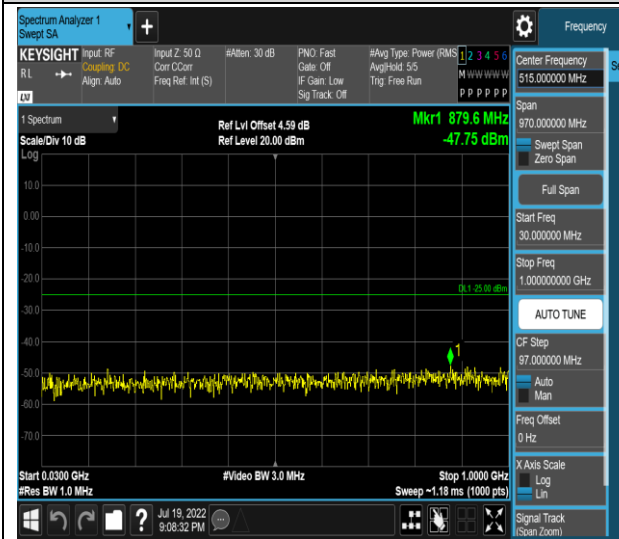 Spectrum Analyzer 1
Swept SA
+
Frequency
KEYSIGHT
RL
LXI
Input: RF
Coupling: DC
Align: Auto
Input Z: 50 Ω
Corr CCorr
Freq Ref: Int (S)
#Atten: 30 dB
PNO: Fast
Gate: Off
IF Gain: Low
Sig Track: Off
#Avg Type: Power (RMS
Avg|Hold: 5/5
Trig: Free Run
1 2 3 4 5 6
M W W W W W
P P P P P P
1 Spectrum
Scale/Div 10 dB
Log
Ref Lvl Offset 4.59 dB
Ref Level 20.00 dBm
Mkr1 879.6 MHz
-47.75 dBm
10.0
0.00
-10.0
-20.0
DL1 -25.00 dBm
-30.0
-40.0
1
-50.0
-60.0
-70.0
Start 0.0300 GHz
#Res BW 1.0 MHz
#Video BW 3.0 MHz
Stop 1.0000 GHz
Sweep ~1.18 ms (1000 pts)
?
Jul 19, 2022
9:08:32 PM
Center Frequency
515.000000 MHz
Span
970.000000 MHz
Swept Span
Zero Span
Full Span
Start Freq
30.000000 MHz
Stop Freq
1.000000000 GHz
AUTO TUNE
CF Step
97.000000 MHz
Auto
Man
Freq Offset
0 Hz
X Axis Scale
Log
Lin
Signal Track
(Span Zoom)